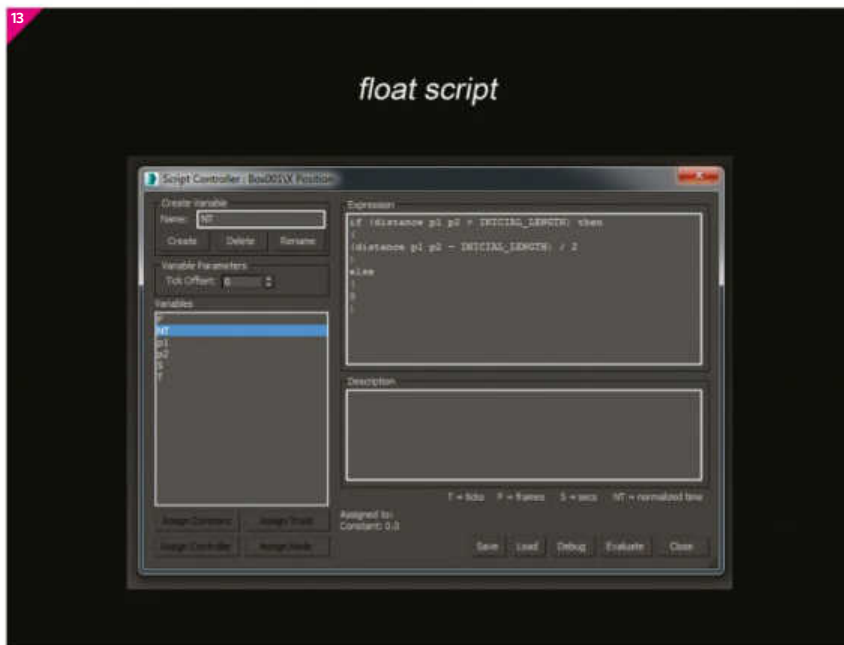 13
float script
Script Controller : Box001\X Position
Create Variable
Name: NT
Create Delete Rename
Variable Parameters
Tick Offset: 0
Variables
F
NT
p1
p2
S
T
Assign Constant Assign Track
Assign Controller Assign Node
Expression
if (distance p1 p2 > INICIAL_LENGTH) then
(
(distance p1 p2 - INICIAL_LENGTH) / 2
)
else
(
0
)
Description
T = ticks F = frames S = secs NT = normalized time
Assigned to:
Constant: 0.0
Save Load Debug Evaluate Close